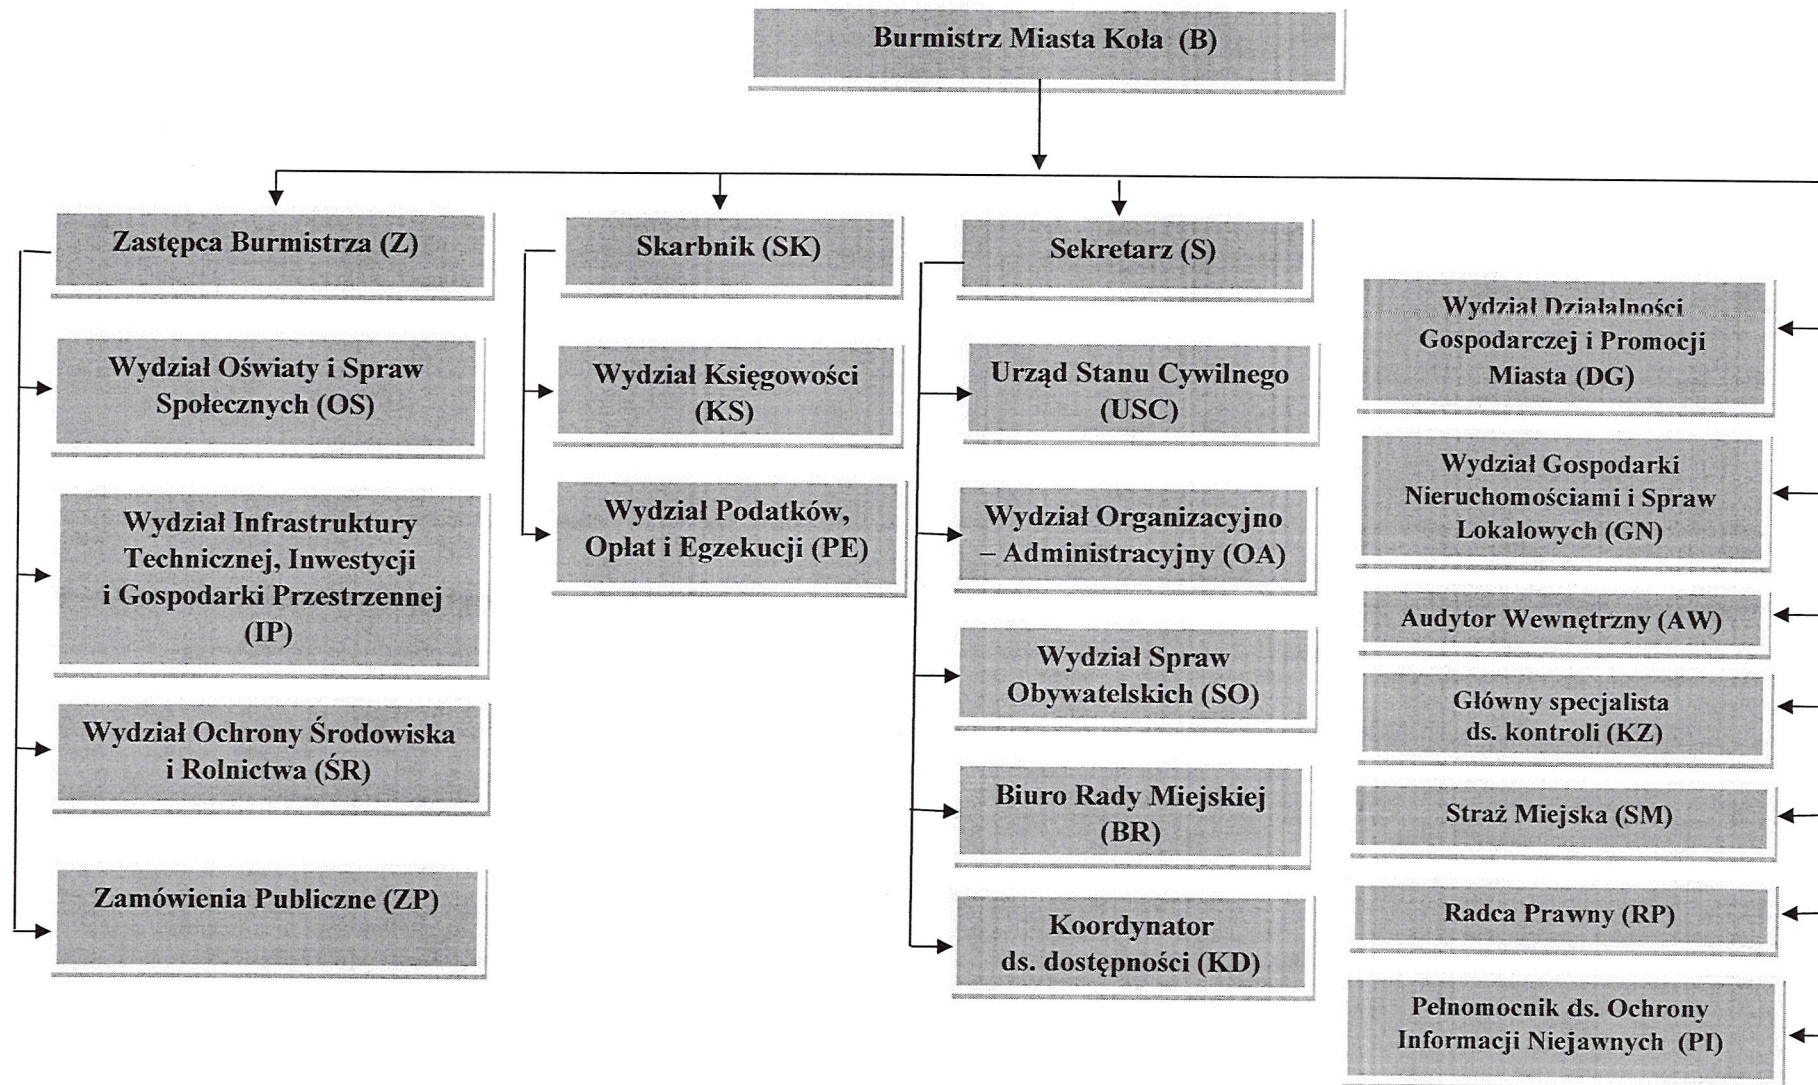 Burmistrz Miasta Koła (B)
Zastępca Burmistrza (Z)
Wydział Oświaty i Spraw
Społecznych (OS)
Wydział Infrastruktury
Technicznej, Inwestycji
i Gospodarki Przestrzennej
(IP)
Wydział Ochrony Środowiska
i Rolnictwa (ŚR)
Zamówienia Publiczne (ZP)
Skarbnik (SK)
Wydział Księgowości
(KS)
Wydział Podatków,
Opłat i Egzekucji (PE)
Sekretarz (S)
Urząd Stanu Cywilnego
(USC)
Wydział Organizacyjno
– Administracyjny (OA)
Wydział Spraw
Obywatelskich (SO)
Biuro Rady Miejskiej
(BR)
Koordynator
ds. dostępności (KD)
Wydział Działalności
Gospodarczej i Promocji
Miasta (DG)
Wydział Gospodarki
Nieruchomościami i Spraw
Lokalowych (GN)
Audytor Wewnętrzny (AW)
Główny specjalista
ds. kontroli (KZ)
Straż Miejska (SM)
Radca Prawny (RP)
Pełnomocnik ds. Ochrony
Informacji Niejawnych (PI)